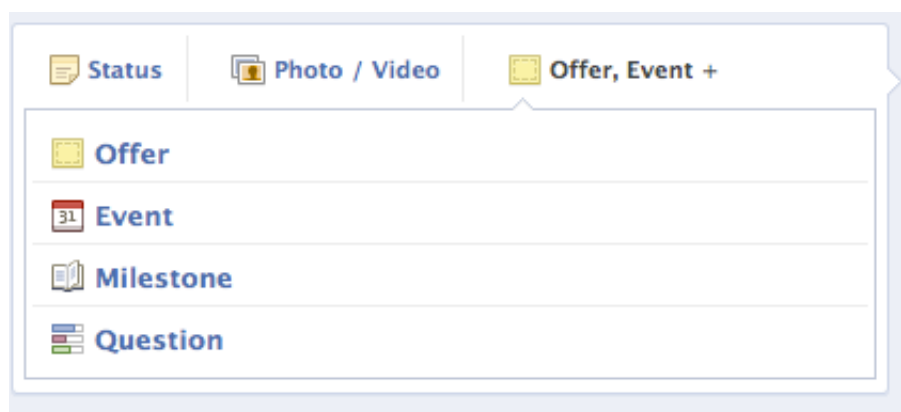 Status Photo / Video Offer, Event +
Offer
31 Event
Milestone
Question